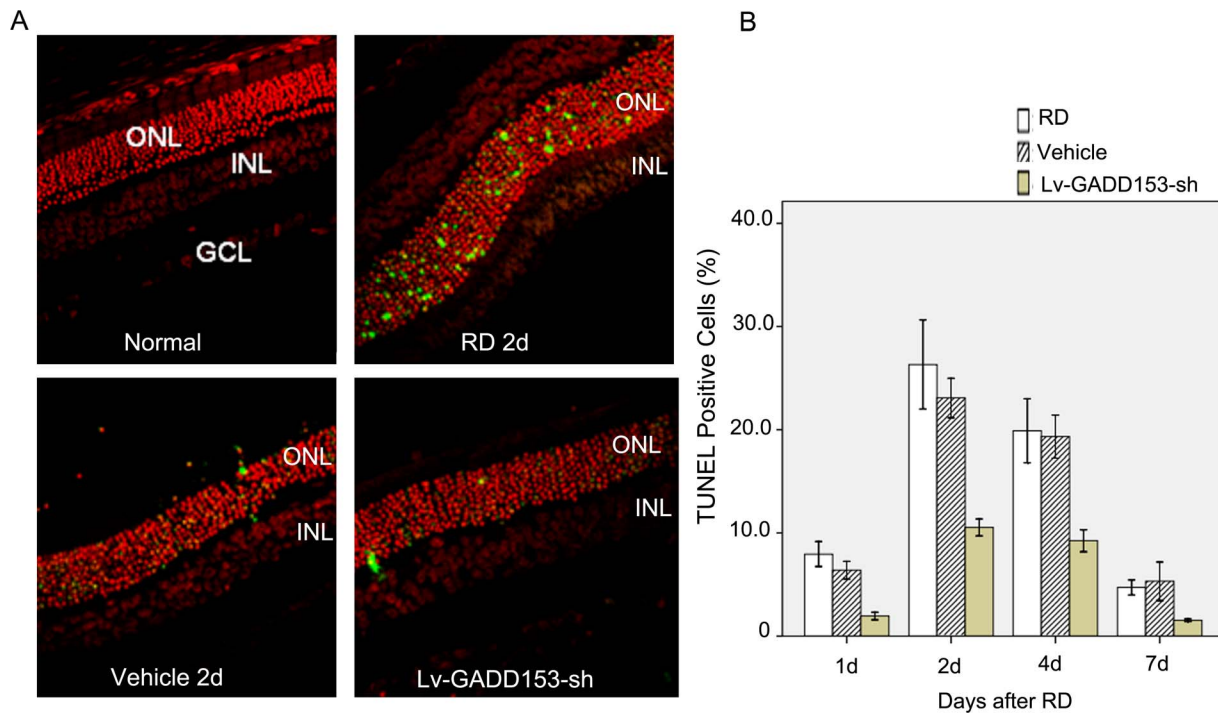 A
ONL
INL
GCL
Normal
ONL
INL
RD 2d
ONL
INL
Vehicle 2d
ONL
INL
Lv-GADD153-sh
B
RD
Vehicle
Lv-GADD153-sh
TUNEL Positive Cells (%)
40.0
30.0
20.0
10.0
0
1d 2d 4d 7d
Days after RD